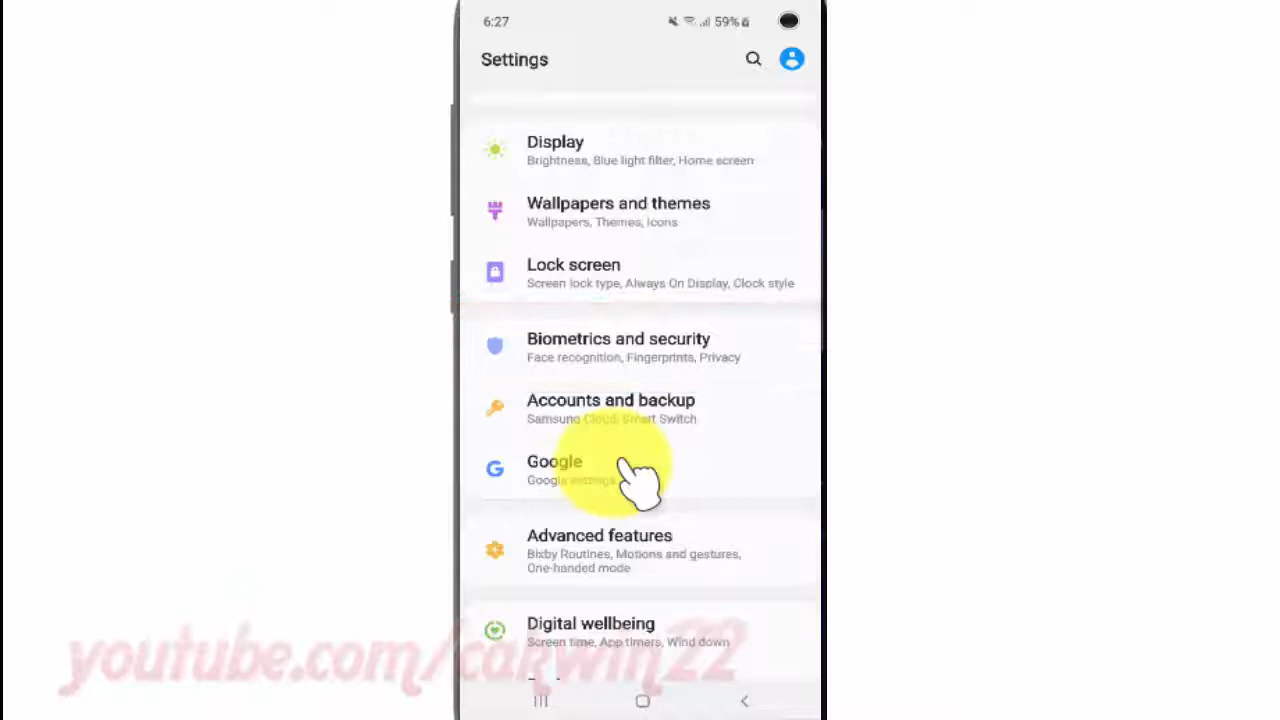 6:27
59%
Settings
Display
Brightness, Blue light filter, Home screen
Wallpapers and themes
Wallpapers, Themes, Icons
Lock screen
Screen lock type, Always On Display, Clock style
Biometrics and security
Face recognition, Fingerprints, Privacy
Accounts and backup
Samsung Cloud, Smart Switch
Google
Google settings
Advanced features
Bixby Routines, Motions and gestures,
One-handed mode
Digital wellbeing
Screen time, App timers, Wind down
youtube.com/cakwin22